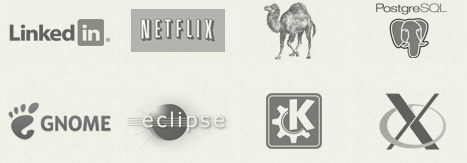 PostgreSQL
Linked in
NETFLIX
GNOME
eclipse
K
X